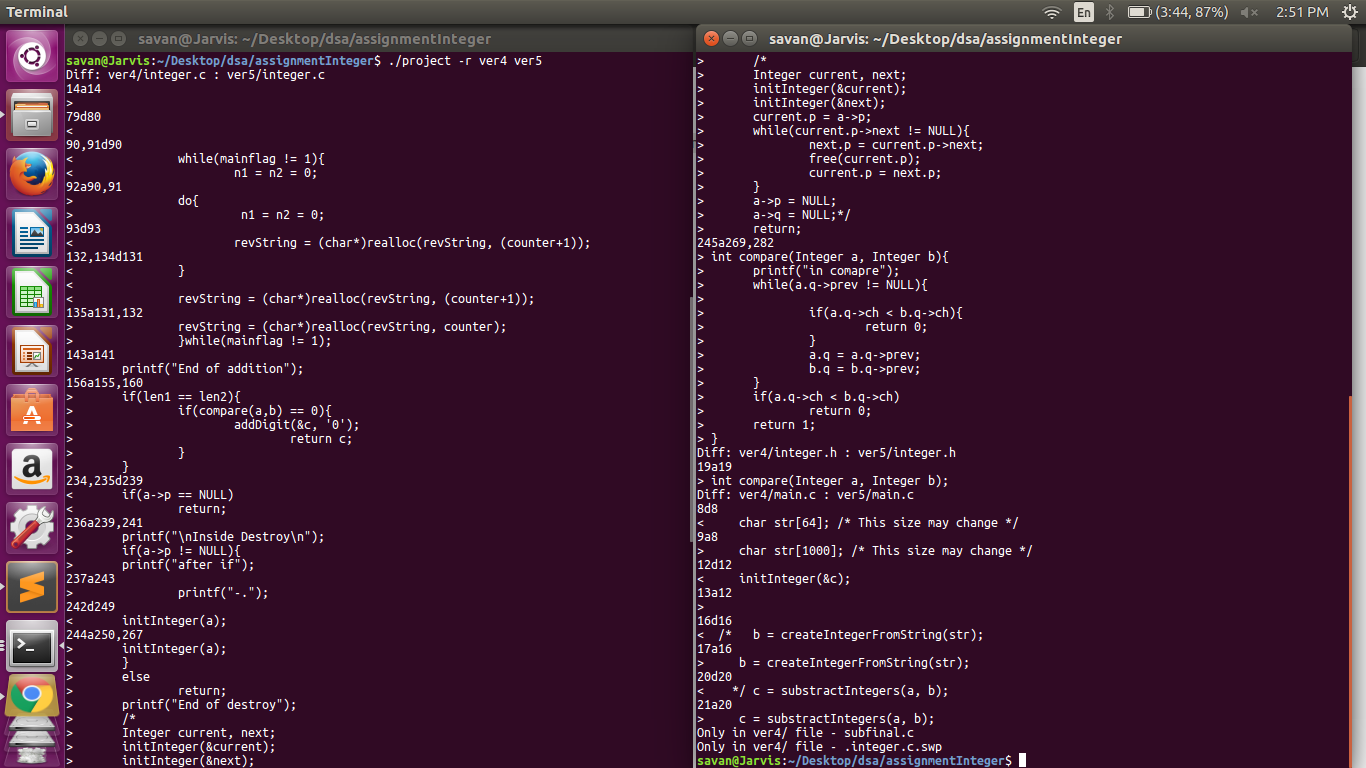 Terminal
En
(3:44, 87%)
2:51 PM
savan@Jarvis: ~/Desktop/dsa/assignmentInteger
savan@Jarvis:~/Desktop/dsa/assignmentInteger$ ./project -r ver4 ver5
Diff: ver4/integer.c : ver5/integer.c
14a14
>
79d80
<
90,91d90
<               while(mainflag != 1){
<                       n1 = n2 = 0;
92a90,91
>               do{
>                        n1 = n2 = 0;
93d93
<                       revString = (char*)realloc(revString, (counter+1));
132,134d131
<               }
<
<               revString = (char*)realloc(revString, (counter+1));
135a131,132
>               revString = (char*)realloc(revString, counter);
>               }while(mainflag != 1);
143a141
>       printf("End of addition");
156a155,160
>       if(len1 == len2){
>               if(compare(a,b) == 0){
>                       addDigit(&c, '0');
>                               return c;
>               }
>       }
234,235d239
<       if(a->p == NULL)
<               return;
236a239,241
>       printf("\nInside Destroy\n");
>       if(a->p != NULL){
>       printf("after if");
237a243
>               printf("-.");
242d249
<       initInteger(a);
244a250,267
>       initInteger(a);
>       }
>       else
>               return;
>       printf("End of destroy");
>       /*
>       Integer current, next;
>       initInteger(&current);
>       initInteger(&next);
savan@Jarvis: ~/Desktop/dsa/assignmentInteger
>       /*
>       Integer current, next;
>       initInteger(&current);
>       initInteger(&next);
>       current.p = a->p;
>       while(current.p->next != NULL){
>               next.p = current.p->next;
>               free(current.p);
>               current.p = next.p;
>       }
>       a->p = NULL;
>       a->q = NULL;*/
>       return;
245a269,282
> int compare(Integer a, Integer b){
>       printf("in comapre");
>       while(a.q->prev != NULL){
>
>               if(a.q->ch < b.q->ch){
>                       return 0;
>               }
>               a.q = a.q->prev;
>               b.q = b.q->prev;
>       }
>       if(a.q->ch < b.q->ch)
>               return 0;
>       return 1;
> }
Diff: ver4/integer.h : ver5/integer.h
19a19
> int compare(Integer a, Integer b);
Diff: ver4/main.c : ver5/main.c
8d8
<     char str[64]; /* This size may change */
9a8
>     char str[1000]; /* This size may change */
12d12
<     initInteger(&c);
13a12
>
16d16
<  /*   b = createIntegerFromString(str);
17a16
>     b = createIntegerFromString(str);
20d20
<    */ c = substractIntegers(a, b);
21a20
>     c = substractIntegers(a, b);
Only in ver4/ file - subfinal.c
Only in ver4/ file - .integer.c.swp
savan@Jarvis:~/Desktop/dsa/assignmentInteger$